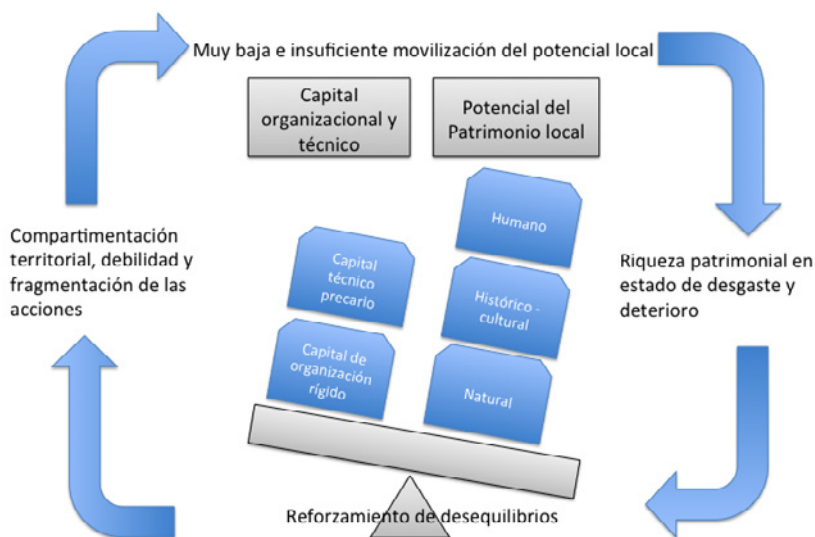 Muy baja e insuficiente movilización del potencial local
Capital
organizacional y
técnico
Potencial del
Patrimonio local
Humano
Compartimentación
territorial, debilidad y
fragmentación de las
acciones
Capital
técnico
precario
Histórico -
cultural
Riqueza patrimonial en
estado de desgaste y
deterioro
Capital de
organización
rígido
Natural
Reforzamiento de desequilibrios